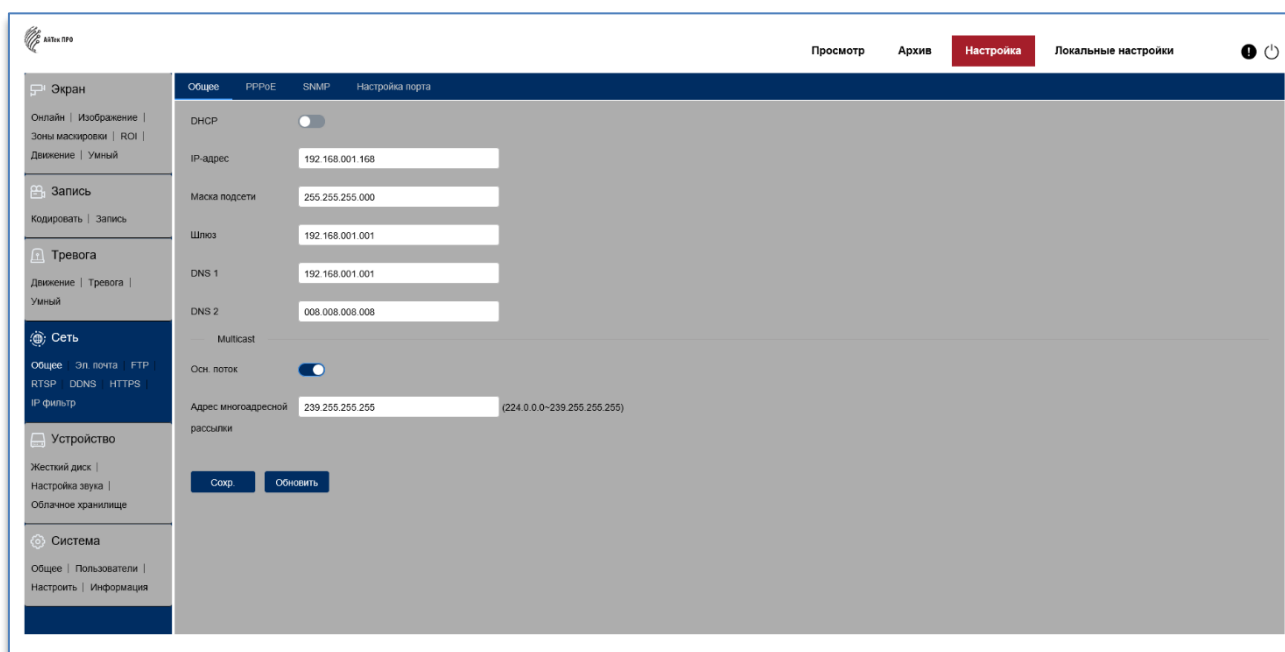 АйТек ПРО
Просмотр Архив Настройка Локальные настройки
Экран
Онлайн | Изображение |
Зоны маскировки | ROI |
Движение | Умный
Запись
Кодировать | Запись
Тревога
Движение | Тревога |
Умный
Сеть
Общее | Эл. почта | FTP |
RTSP | DDNS | HTTPS |
IP фильтр
Устройство
Жесткий диск |
Настройка звука |
Облачное хранилище
Система
Общее | Пользователи |
Настроить | Информация
Общее PPPoE SNMP Настройка порта
DHCP
IP-адрес 192.168.001.168
Маска подсети 255.255.255.000
Шлюз 192.168.001.001
DNS 1 192.168.001.001
DNS 2 008.008.008.008
Multicast
Осн. поток
Адрес многоадресной 239.255.255.255 (224.0.0.0~239.255.255.255)
рассылки
Сохр. Обновить